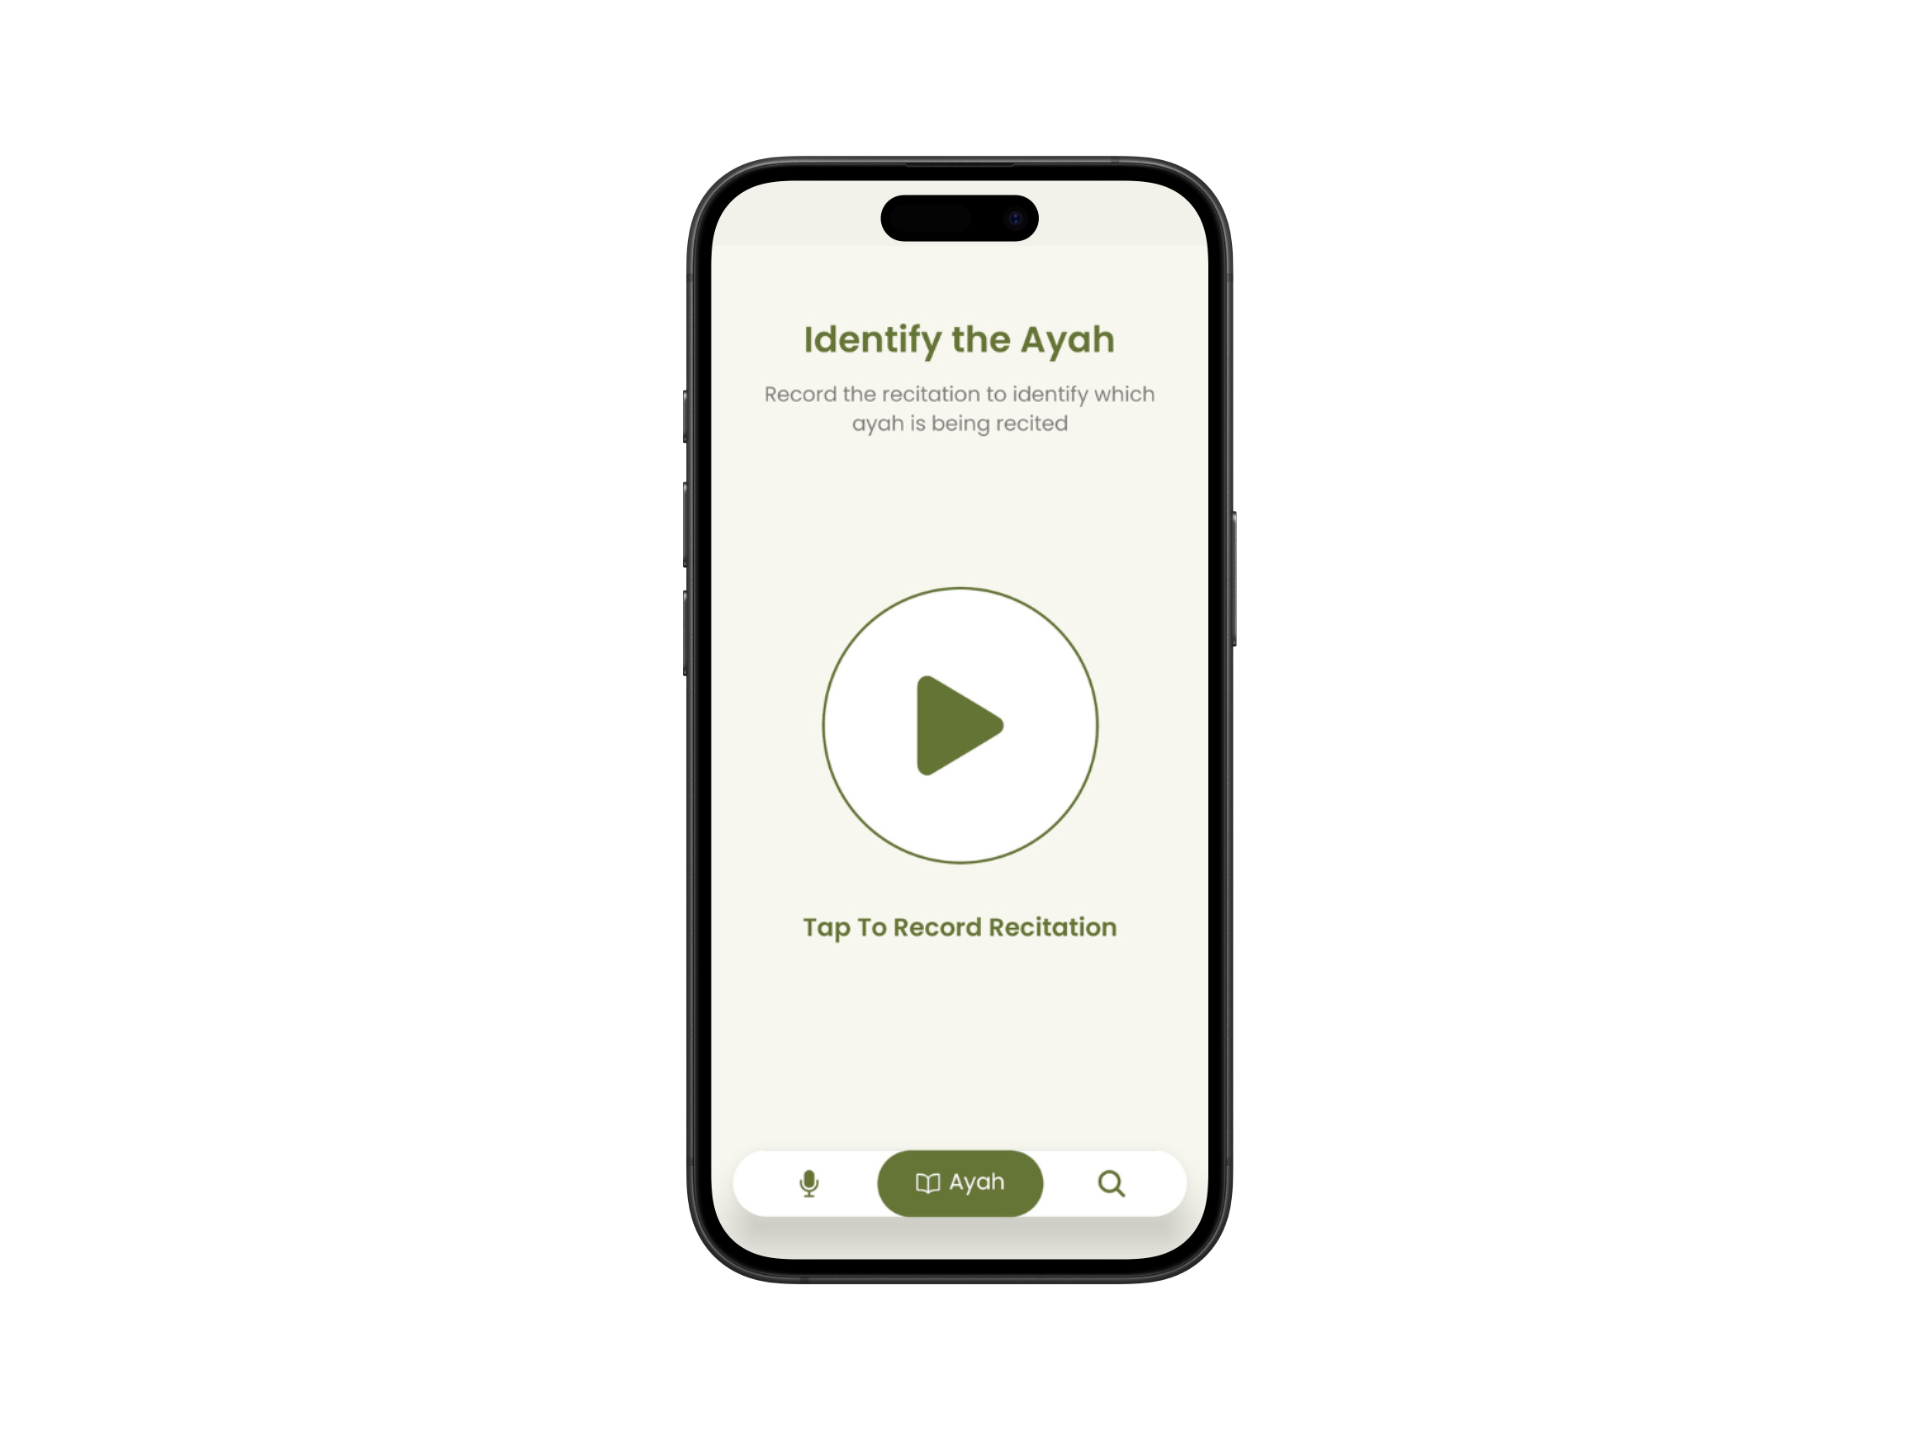 Identify the Ayah
Record the recitation to identify which
ayah is being recited
Tap To Record Recitation
Ayah